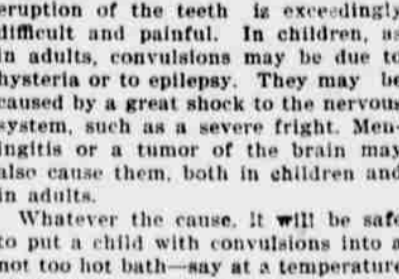 eruption of the teeth is exceedingly
difficult and painful. In children, as
in adults, convulsions may be due to
hysteria or to epilepsy. They may be
caused by a great shock to the nervous
system, such as a severe fright. Men-
ingitis or a tumor of the brain may
also cause them, both in children and
in adults.
Whatever the cause, it will be safe
to put a child with convulsions into a
not too hot bath—say at a temperature